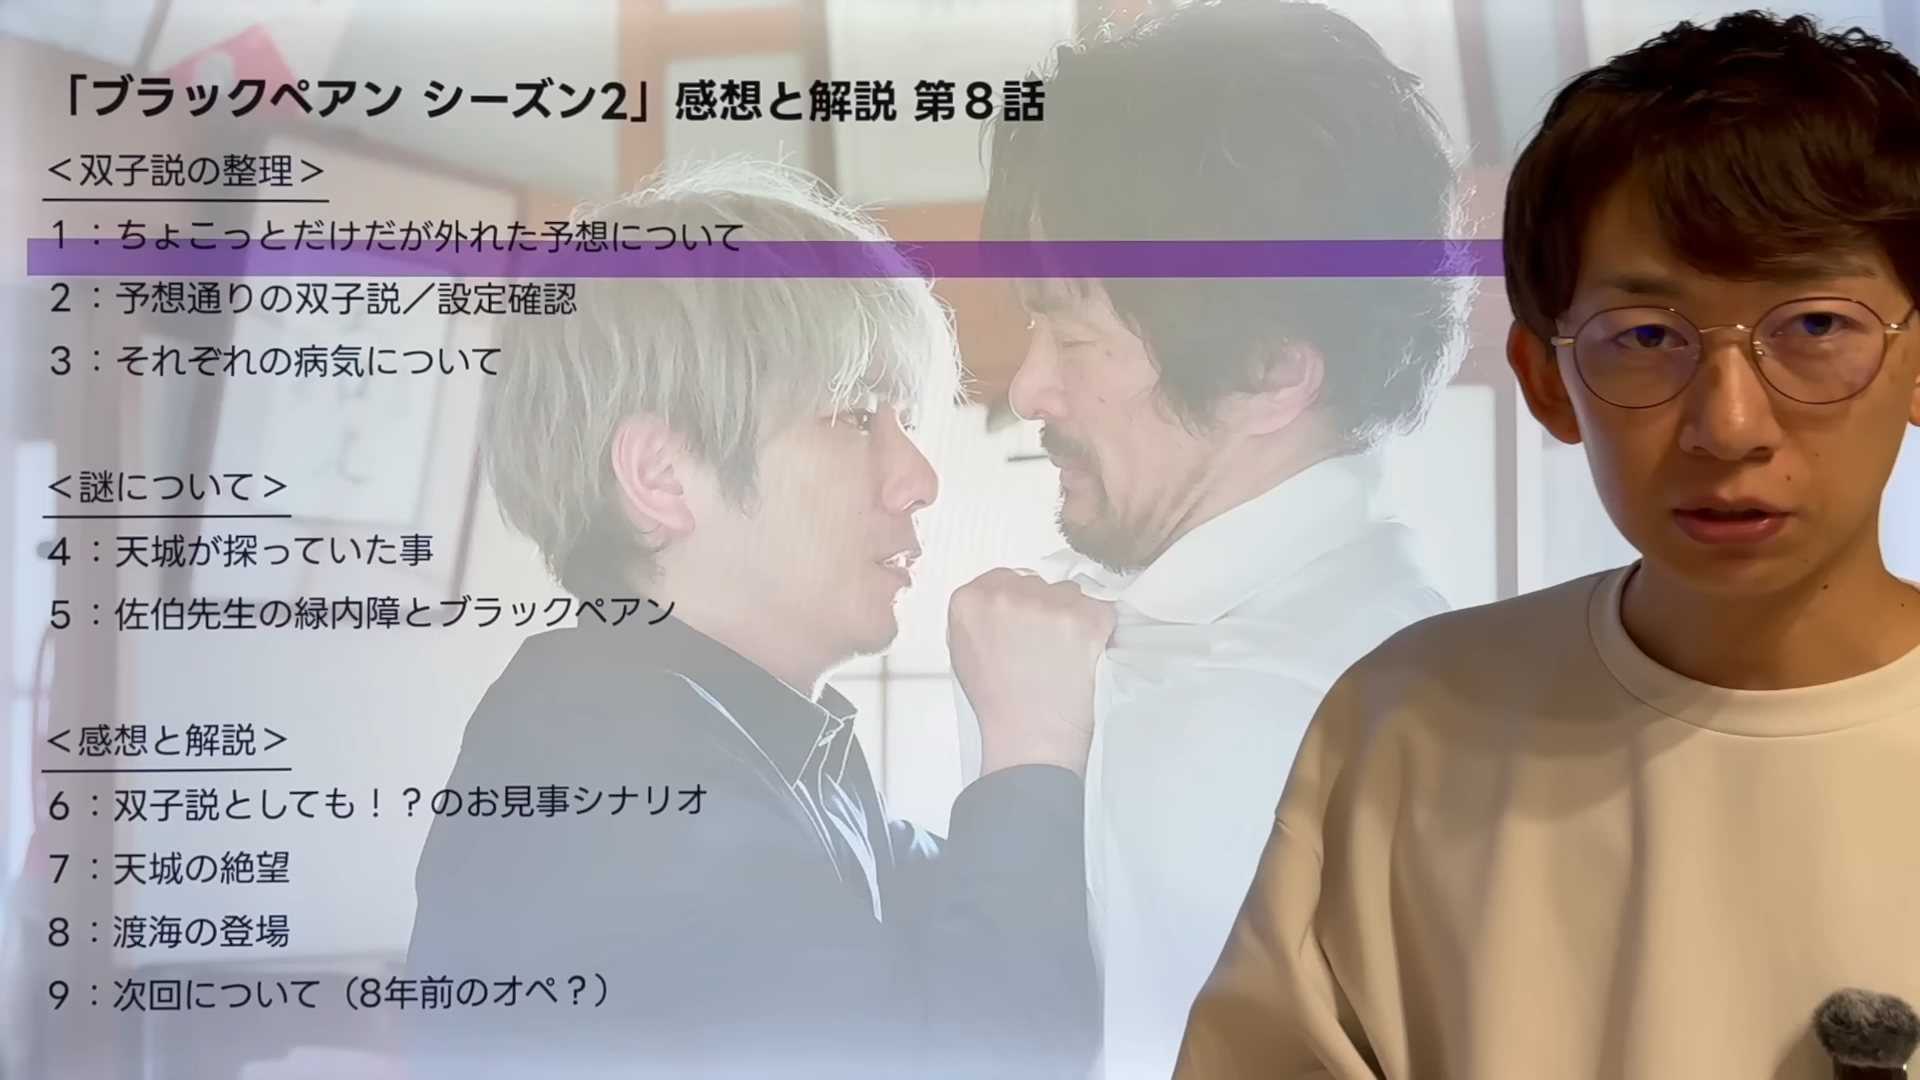 「ブラックペアン シーズン2」感想と解説 第8話
＜双子説の整理＞
1：ちょこっとだけだが外れた予想について
2：予想通りの双子説／設定確認
3：それぞれの病気について
＜謎について＞
4：天城が探っていた事
5：佐伯先生の緑内障とブラックペアン
＜感想と解説＞
6：双子説としても！？のお見事シナリオ
7：天城の絶望
8：渡海の登場
9：次回について（8年前のオペ？）